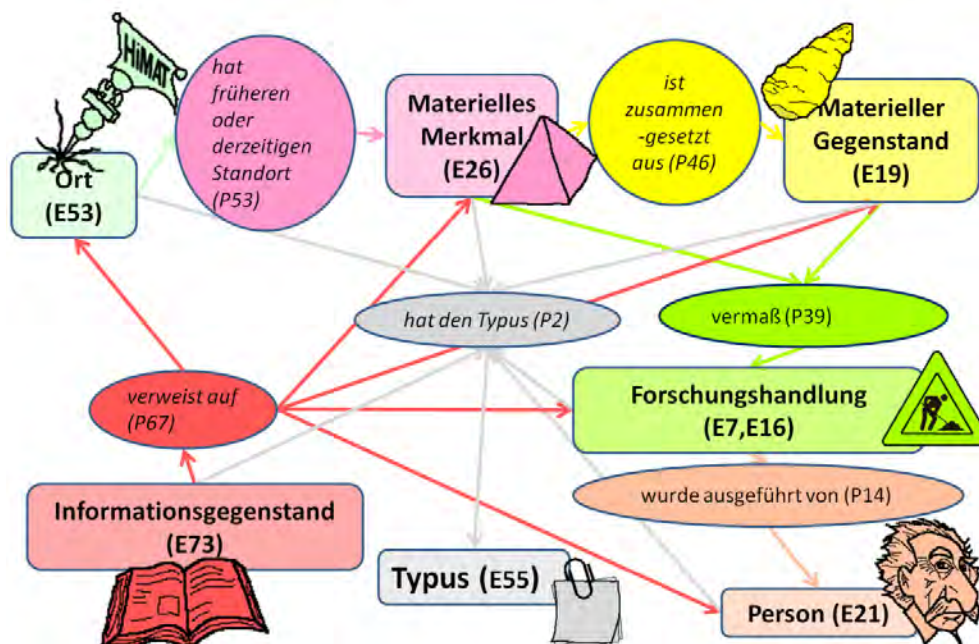 HiMAT
Ort
(E53)
hat
früheren
oder
derzeitigen
Standort
(P53)
Materielles
Merkmal
(E26)
ist
zusammen
-gesetzt
aus (P46)
Materieller
Gegenstand
(E19)
hat den Typus (P2)
vermaß (P39)
verweist auf
(P67)
Forschungshandlung
(E7,E16)
wurde ausgeführt von (P14)
Informationsgegenstand
(E73)
Typus (E55)
Person (E21)